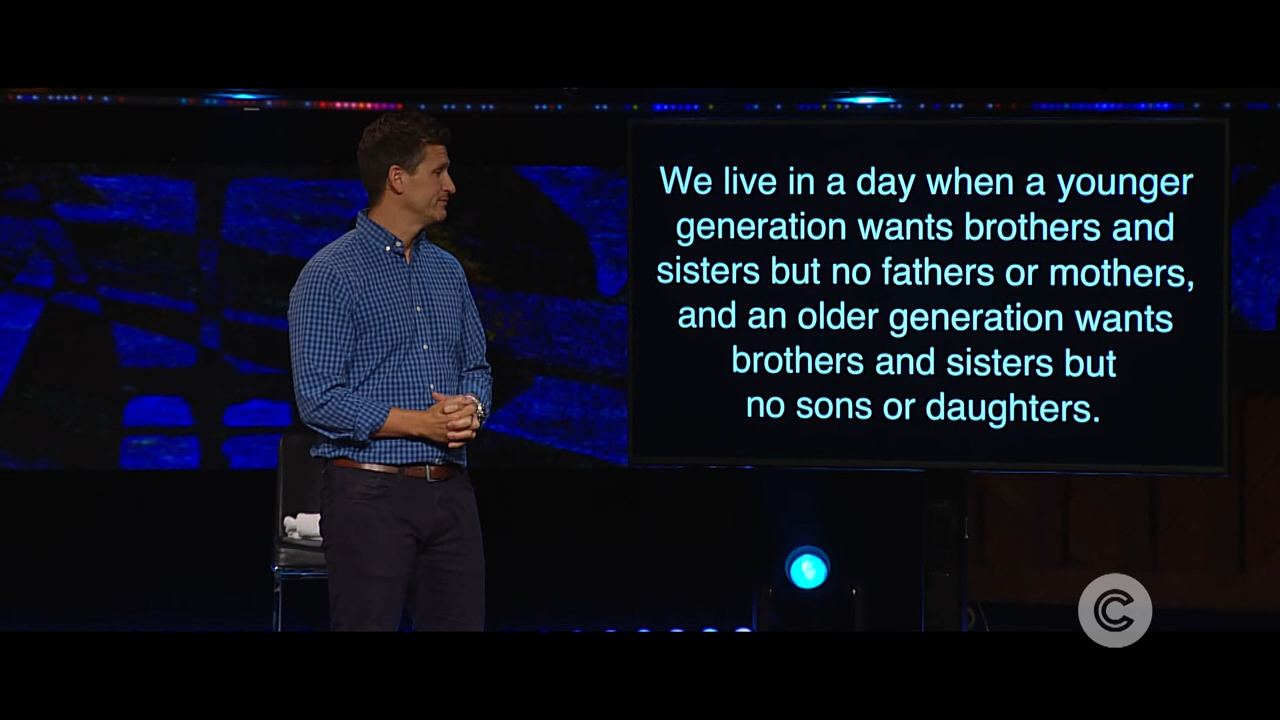 We live in a day when a younger
generation wants brothers and
sisters but no fathers or mothers,
and an older generation wants
brothers and sisters but
no sons or daughters.
C